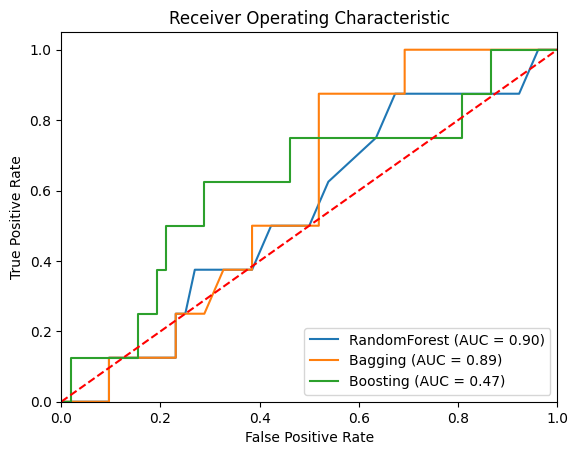 Receiver Operating Characteristic
True Positive Rate
1.0
0.8
0.6
0.4
0.2
0.0
RandomForest (AUC = 0.90)
Bagging (AUC = 0.89)
Boosting (AUC = 0.47)
0.0 0.2 0.4 0.6 0.8 1.0
False Positive Rate